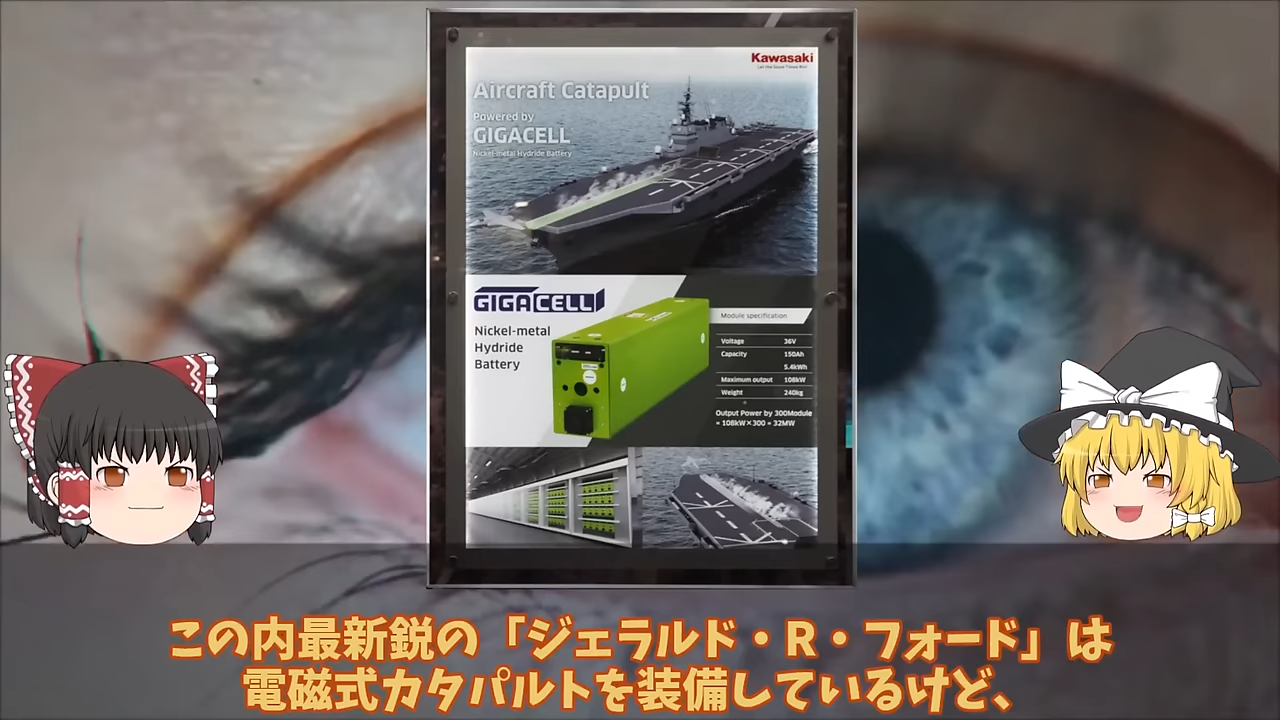 Kawasaki
Aircraft Catapult
Powered by
GIGACELL
Nickel-metal Hydride Battery
GIGACELL
Nickel-metal
Hydride
Battery
Module specification
Voltage 36V
Capacity 150Ah
5.4kWh
Maximum output 108kW
Weight 240kg
Output Power by 300Module
= 108kW×300 = 32MW
この内最新鋭の「ジェラルド・R・フォード」は
電磁式カタパルトを装備しているけど、